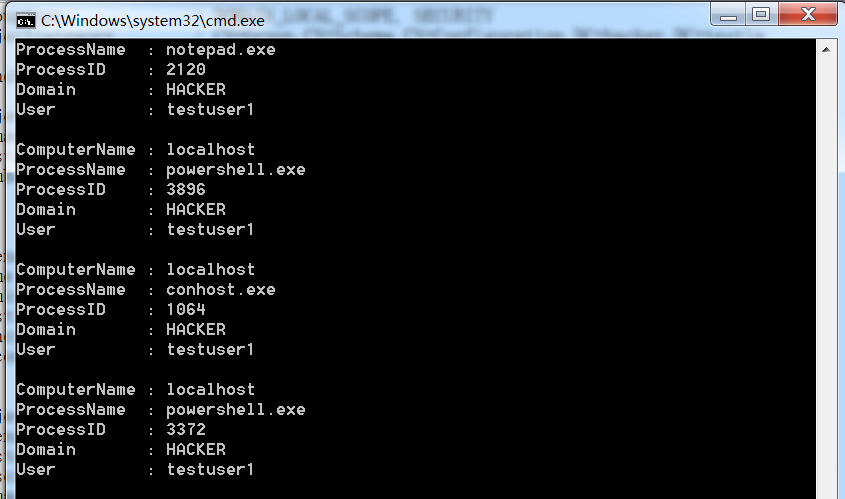 C:\Windows\system32\cmd.exe
ProcessName : notepad.exe
ProcessID : 2120
Domain : HACKER
User : testuser1
ComputerName : localhost
ProcessName : powershell.exe
ProcessID : 3896
Domain : HACKER
User : testuser1
ComputerName : localhost
ProcessName : conhost.exe
ProcessID : 1064
Domain : HACKER
User : testuser1
ComputerName : localhost
ProcessName : powershell.exe
ProcessID : 3372
Domain : HACKER
User : testuser1